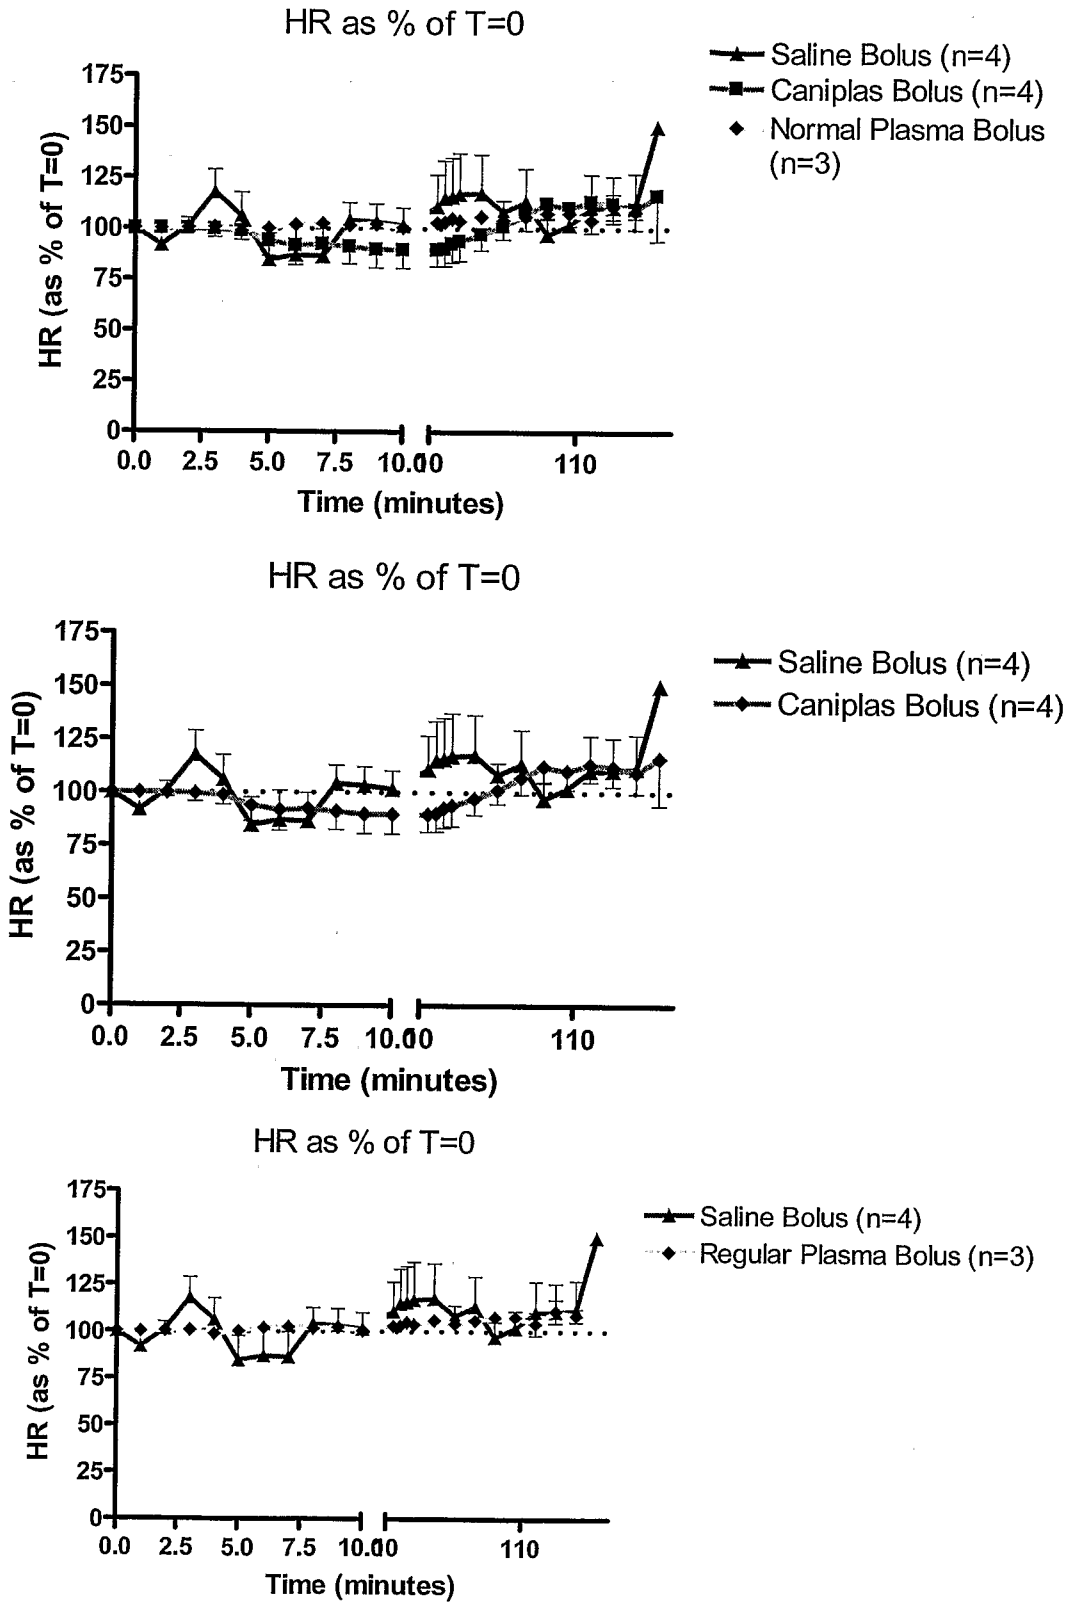 HR as % of T=0
Saline Bolus (n=4)
Caniplas Bolus (n=4)
Normal Plasma Bolus
(n=3)
HR (as % of T=0)
175
150
125
100
75
50
25
0
0.0 2.5 5.0 7.5 10.0 10 110
Time (minutes)
HR as % of T=0
Saline Bolus (n=4)
Caniplas Bolus (n=4)
HR (as % of T=0)
175
150
125
100
75
50
25
0
0.0 2.5 5.0 7.5 10.0 10 110
Time (minutes)
HR as % of T=0
Saline Bolus (n=4)
Regular Plasma Bolus (n=3)
HR (as % of T=0)
175
150
125
100
75
50
25
0
0.0 2.5 5.0 7.5 10.0 10 110
Time (minutes)